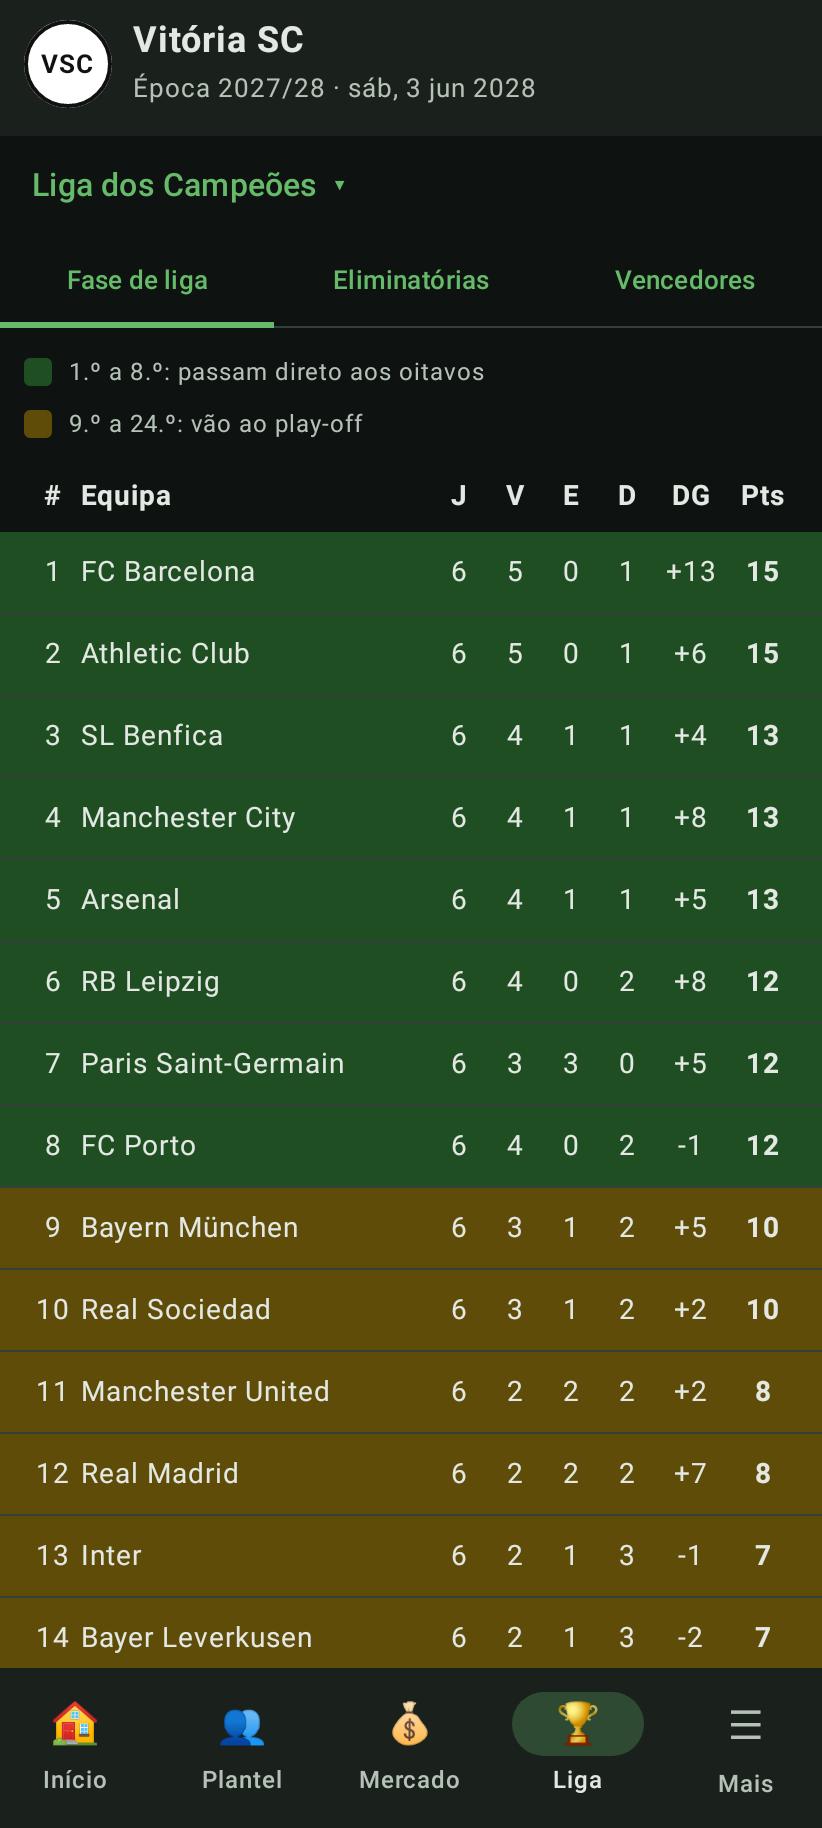 VSC
Vitória SC
Época 2027/28 · sáb, 3 jun 2028
Liga dos Campeões ▾
Fase de liga Eliminatórias Vencedores
1.º a 8.º: passam direto aos oitavos
9.º a 24.º: vão ao play-off
# Equipa J V E D DG Pts
1 FC Barcelona 6 5 0 1 +13 15
2 Athletic Club 6 5 0 1 +6 15
3 SL Benfica 6 4 1 1 +4 13
4 Manchester City 6 4 1 1 +8 13
5 Arsenal 6 4 1 1 +5 13
6 RB Leipzig 6 4 0 2 +8 12
7 Paris Saint-Germain 6 3 3 0 +5 12
8 FC Porto 6 4 0 2 -1 12
9 Bayern München 6 3 1 2 +5 10
10 Real Sociedad 6 3 1 2 +2 10
11 Manchester United 6 2 2 2 +2 8
12 Real Madrid 6 2 2 2 +7 8
13 Inter 6 2 1 3 -1 7
14 Bayer Leverkusen 6 2 1 3 -2 7
Início Plantel Mercado Liga Mais